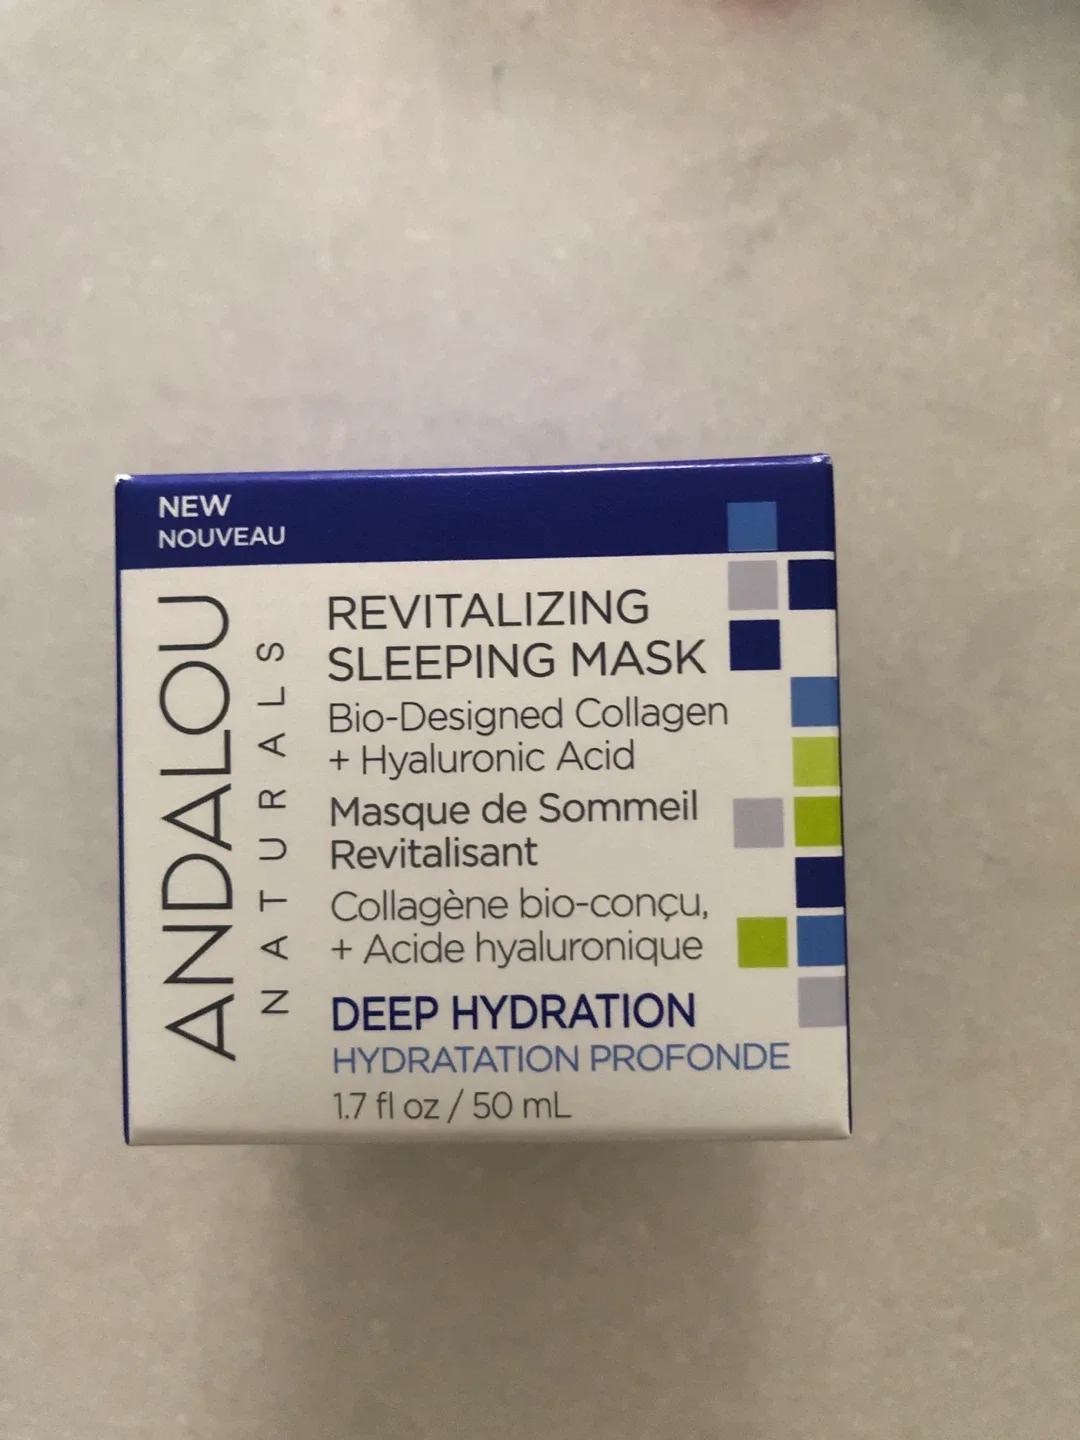 NEW
NOUVEAU
ANDALOU
NATURALS
REVITALIZING
SLEEPING MASK
Bio-Designed Collagen
+ Hyaluronic Acid
Masque de Sommeil
Revitalisant
Collagène bio-conçu,
+ Acide hyaluronique
DEEP HYDRATION
HYDRATATION PROFONDE
1.7 fl oz / 50 mL